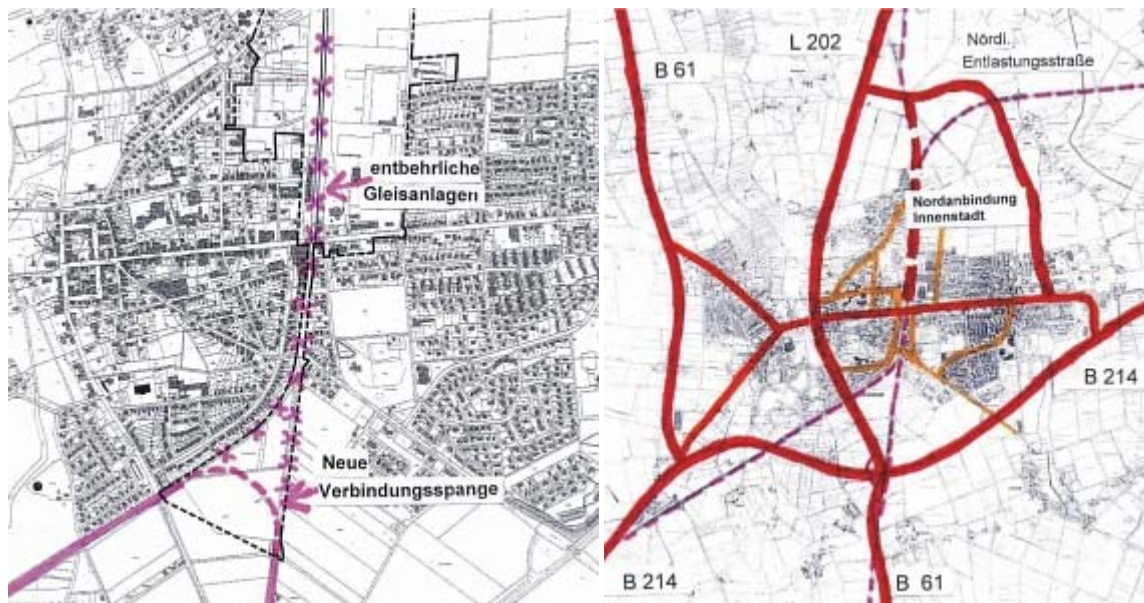 entbehrliche
Gleisanlagen
Neue
Verbindungsspange
L 202
B 61
Nördl.
Entlastungsstraße
Nordanbindung
Innenstadt
B 214
B 214
B 61